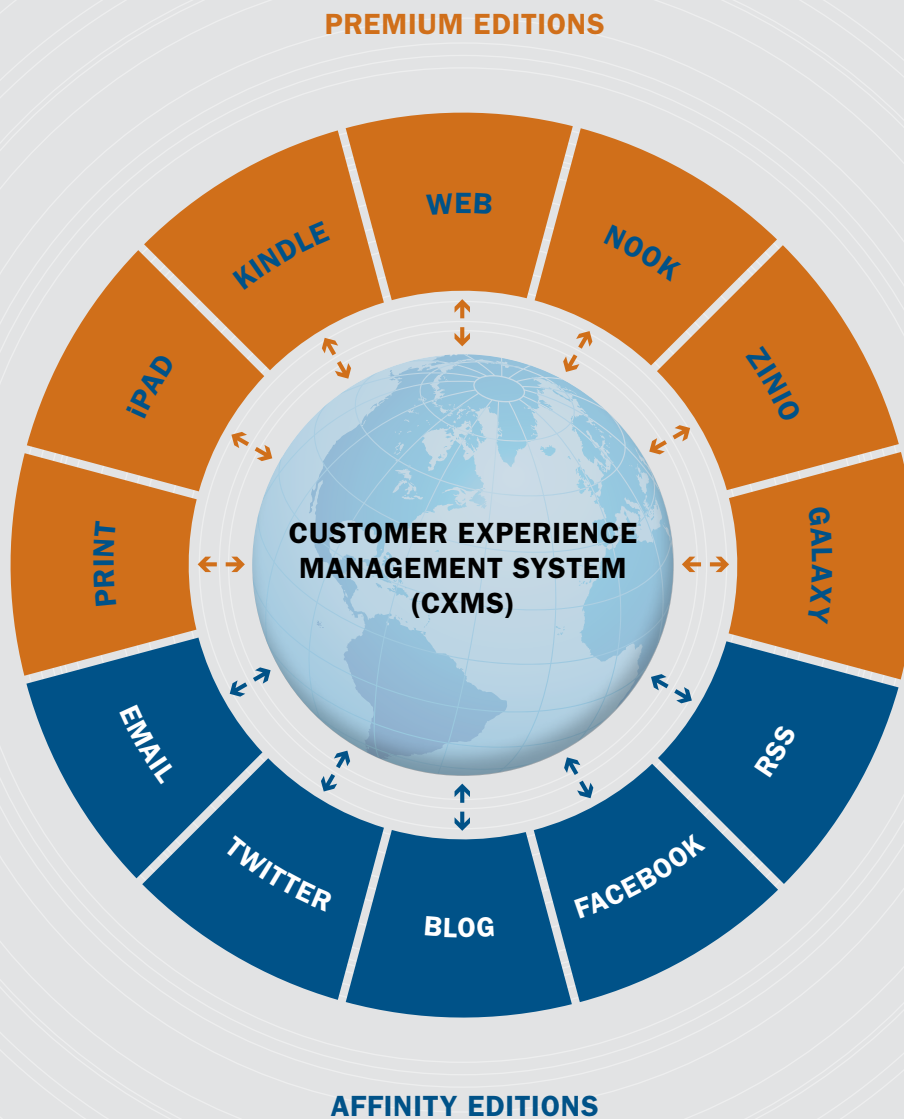 PREMIUM EDITIONS
WEB
KINDLE
NOOK
iPAD
ZINIO
PRINT
GALAXY
CUSTOMER EXPERIENCE
MANAGEMENT SYSTEM
(CXMS)
EMAIL
RSS
TWITTER
FACEBOOK
BLOG
AFFINITY EDITIONS